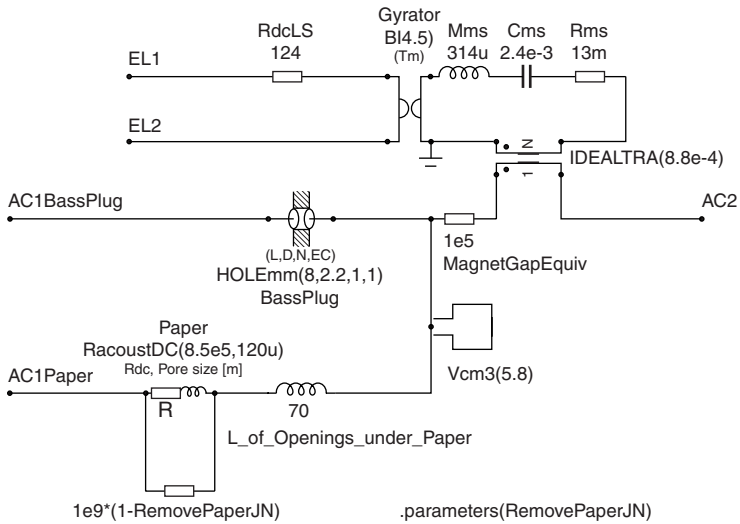 RdcLS
124
Gyrator
Bl4.5)
(Tm)
Mms
314u
Cms
2.4e-3
Rms
13m
EL1
EL2
N
1
IDEALTRA(8.8e-4)
AC1BassPlug
AC2
(L,D,N,EC)
HOLEmm(8,2.2,1,1)
BassPlug
1e5
MagnetGapEquiv
Paper
RacoustDC(8.5e5,120u)
Rdc, Pore size [m]
Vcm3(5.8)
AC1Paper
R
70
L_of_Openings_under_Paper
1e9*(1-RemovePaperJN)
.parameters(RemovePaperJN)